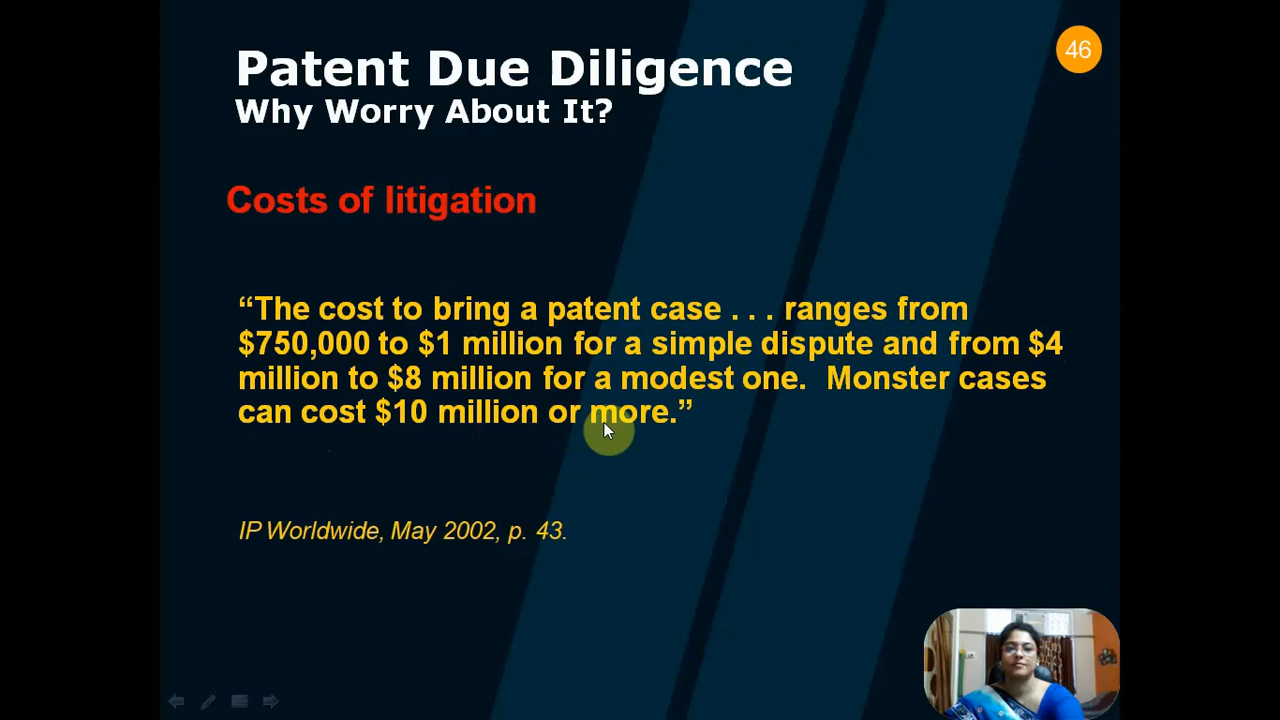 46
Patent Due Diligence
Why Worry About It?
Costs of litigation
“The cost to bring a patent case . . . ranges from
$750,000 to $1 million for a simple dispute and from $4
million to $8 million for a modest one.  Monster cases
can cost $10 million or more.”
IP Worldwide, May 2002, p. 43.